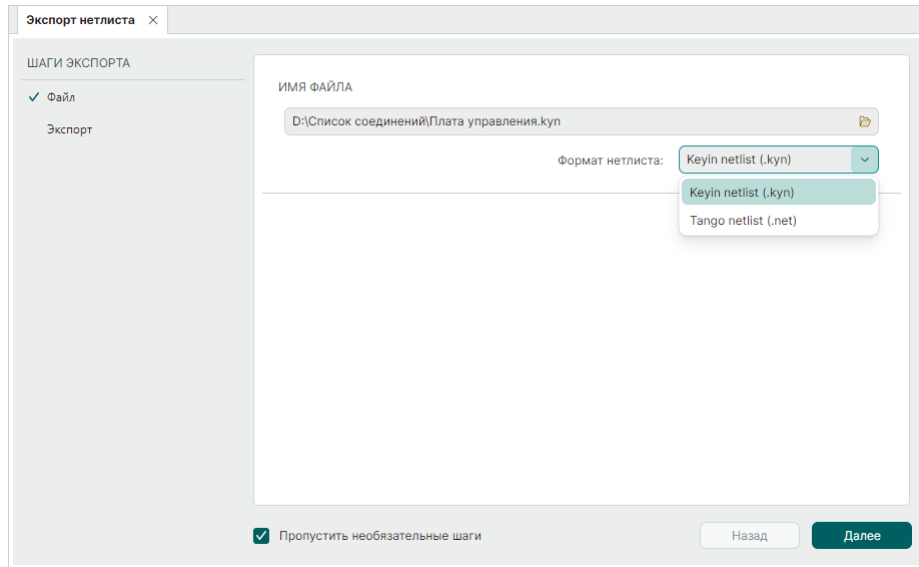 Экспорт нетлиста
ШАГИ ЭКСПОРТА
Файл
Экспорт
ИМЯ ФАЙЛА
D:\Список соединений\Плата управления.kyn
Формат нетлиста: Keyin netlist (.kyn)
Keyin netlist (.kyn)
Tango netlist (.net)
Пропустить необязательные шаги
Назад
Далее